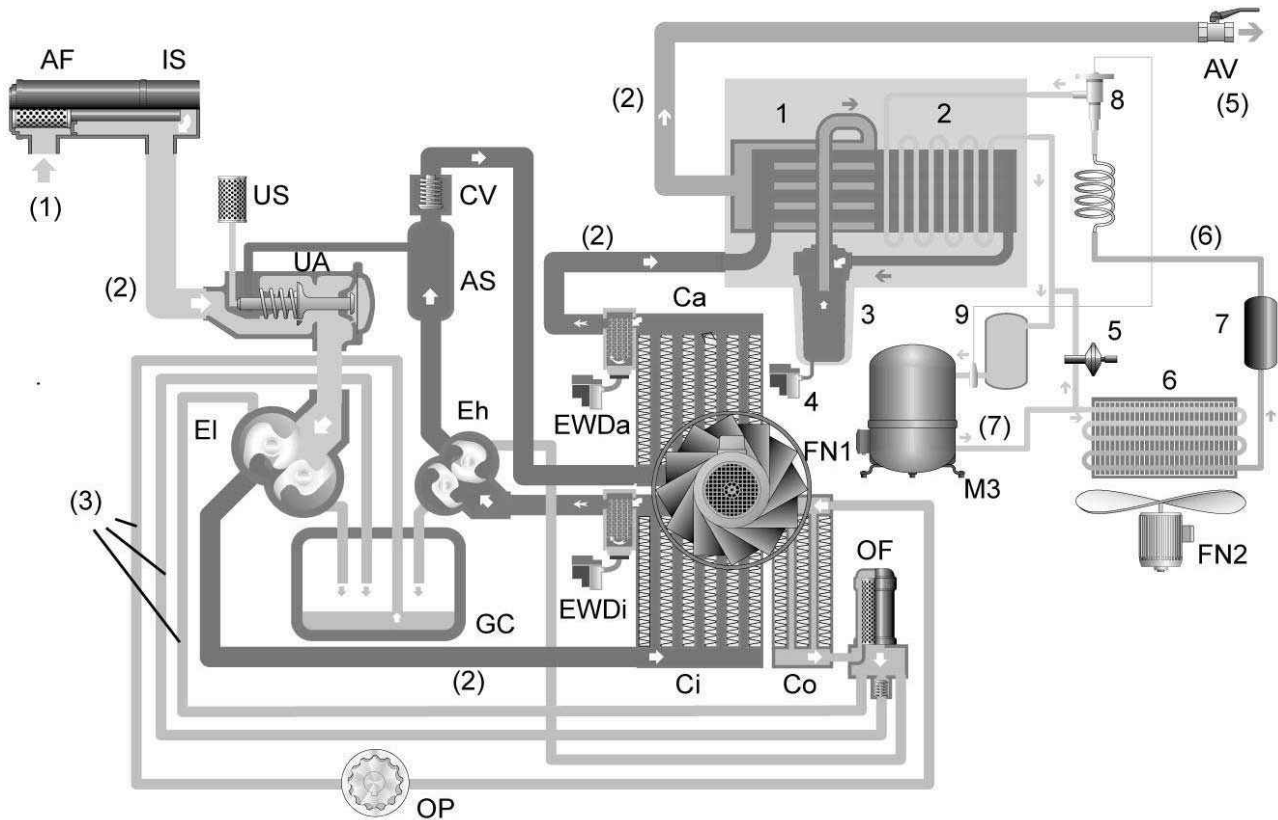 AF IS
AV
(5)
(2)
1
2
8
(1)
US
CV
(2)
(6)
UA
AS
(2)
Ca
3
9
5
7
EWDa
4
6
El
Eh
FN1
(7)
M3
(3)
OF
FN2
EWDi
GC
(2)
Ci
Co
OP